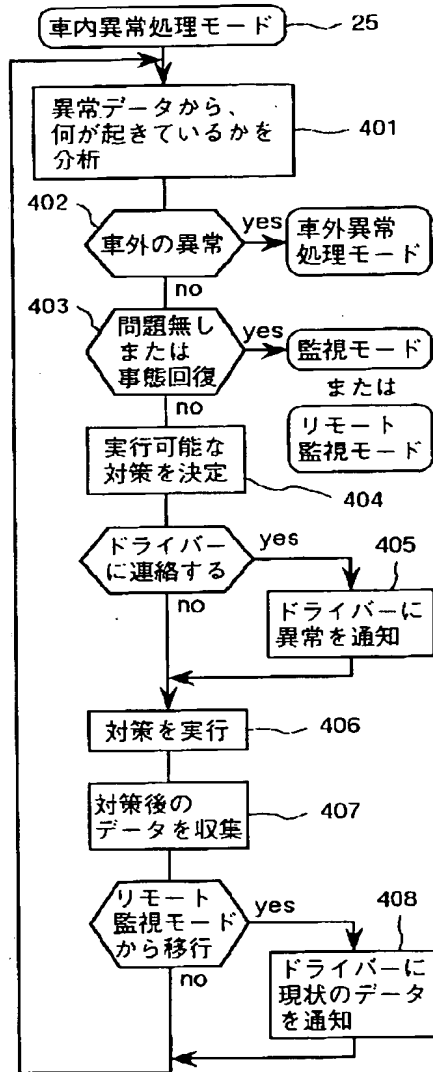 車内異常処理モード
25
異常データから、
何が起きているかを
分析
401
402
車外の異常
yes
車外異常
処理モード
no
403
問題無し
または
事態回復
yes
監視モード
または
リモート
監視モード
no
実行可能な
対策を決定
404
ドライバー
に連絡する
yes
405
ドライバーに
異常を通知
no
対策を実行
406
対策後の
データを収集
407
リモート
監視モード
から移行
yes
408
ドライバーに
現状のデータ
を通知
no